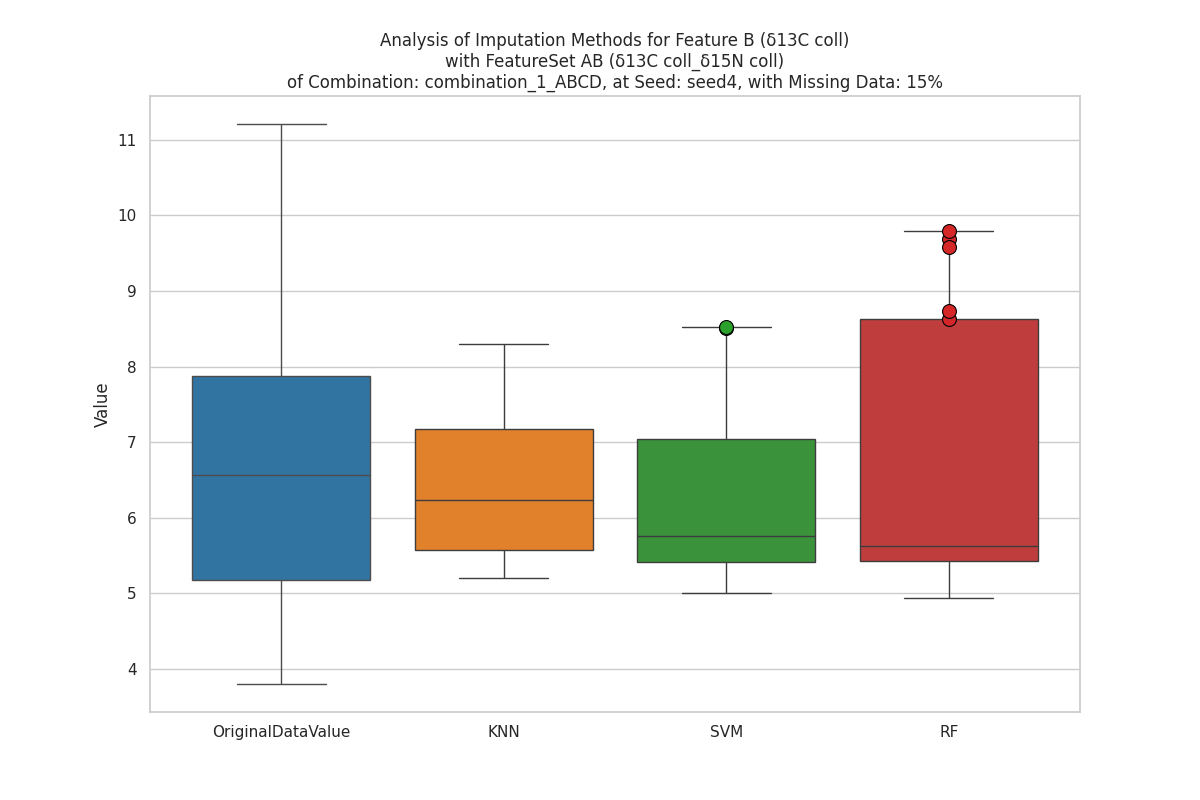 Analysis of Imputation Methods for Feature B (δ13C coll)
with FeatureSet AB (δ13C coll_δ15N coll)
of Combination: combination_1_ABCD, at Seed: seed4, with Missing Data: 15%
11
10
9
8
7
6
5
4
Value
OriginalDataValue KNN SVM RF